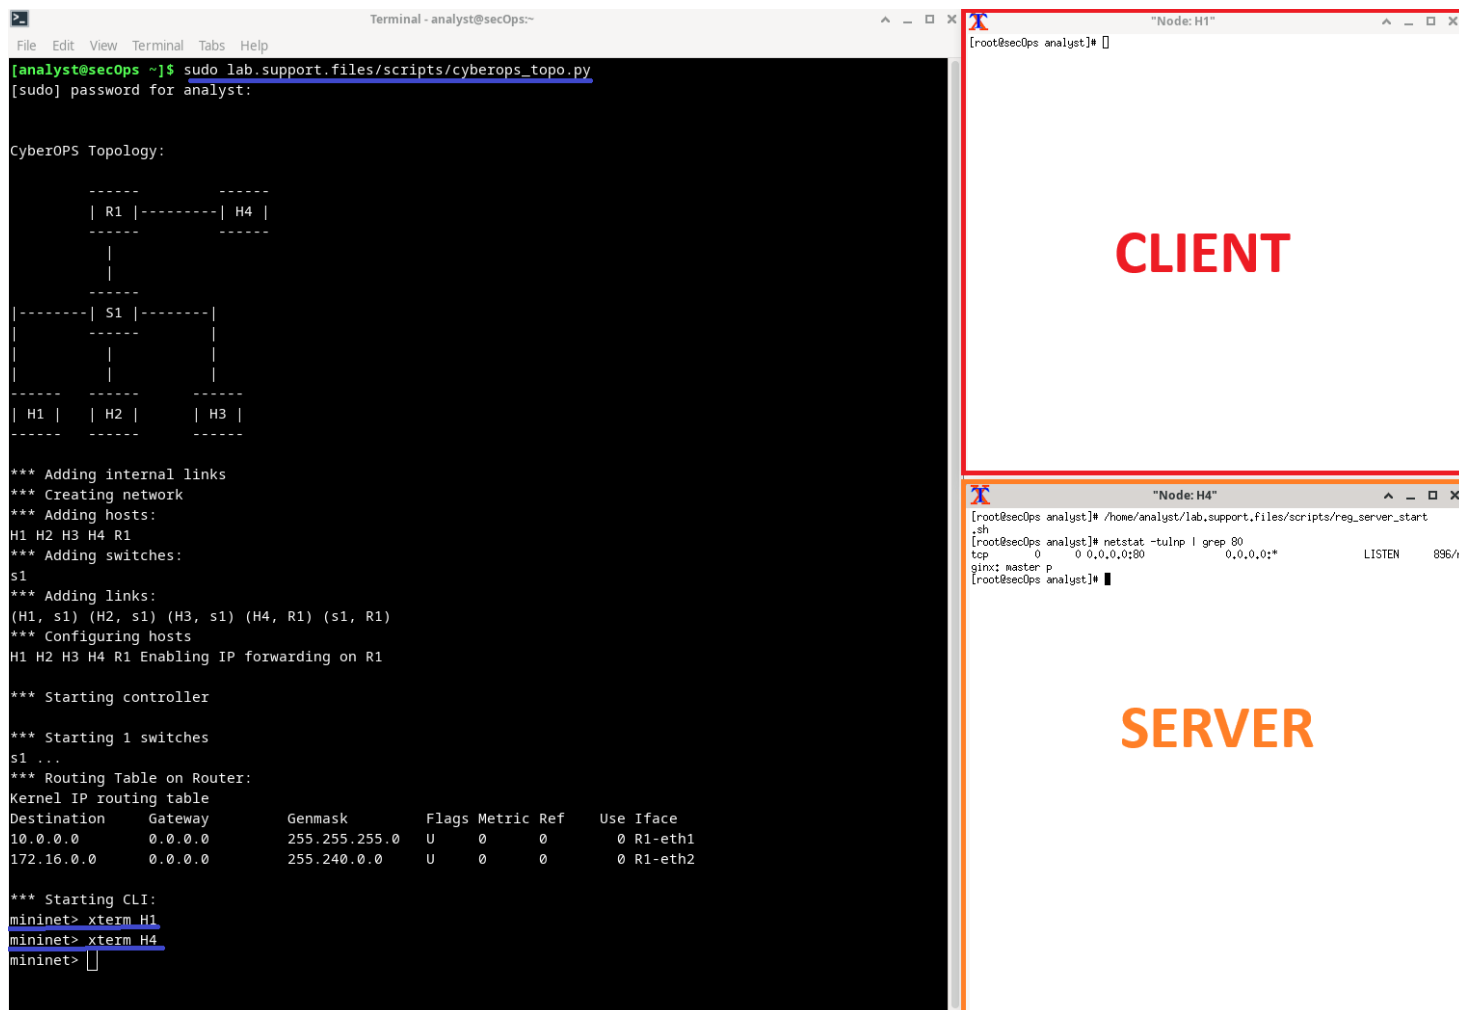 Terminal - analyst@secOps:~
File Edit View Terminal Tabs Help
[analyst@secOps ~]$ sudo lab.support.files/scripts/cyberops_topo.py
[sudo] password for analyst:
CyberOPS Topology:
------ ------
| R1 |---------| H4 |
------ ------
|
|
------
|--------| S1 |--------|
| ------ |
| | |
| | |
------ ------ ------
| H1 | | H2 | | H3 |
------ ------ ------
*** Adding internal links
*** Creating network
*** Adding hosts:
H1 H2 H3 H4 R1
*** Adding switches:
s1
*** Adding links:
(H1, s1) (H2, s1) (H3, s1) (H4, R1) (s1, R1)
*** Configuring hosts
H1 H2 H3 H4 R1 Enabling IP forwarding on R1
*** Starting controller
*** Starting 1 switches
s1 ...
*** Routing Table on Router:
Kernel IP routing table
Destination Gateway Genmask Flags Metric Ref Use Iface
10.0.0.0 0.0.0.0 255.255.255.0 U 0 0 0 R1-eth1
172.16.0.0 0.0.0.0 255.240.0.0 U 0 0 0 R1-eth2
*** Starting CLI:
mininet> xterm H1
mininet> xterm H4
mininet>
"Node: H1"
[root@secOps analyst]#
CLIENT
"Node: H4"
[root@secOps analyst]# /home/analyst/lab.support.files/scripts/reg_server_start
.sh
[root@secOps analyst]# netstat -tulnp | grep 80
tcp 0 0 0.0.0.0:80 0.0.0.0:* LISTEN 896/
ginx: master p
[root@secOps analyst]#
SERVER